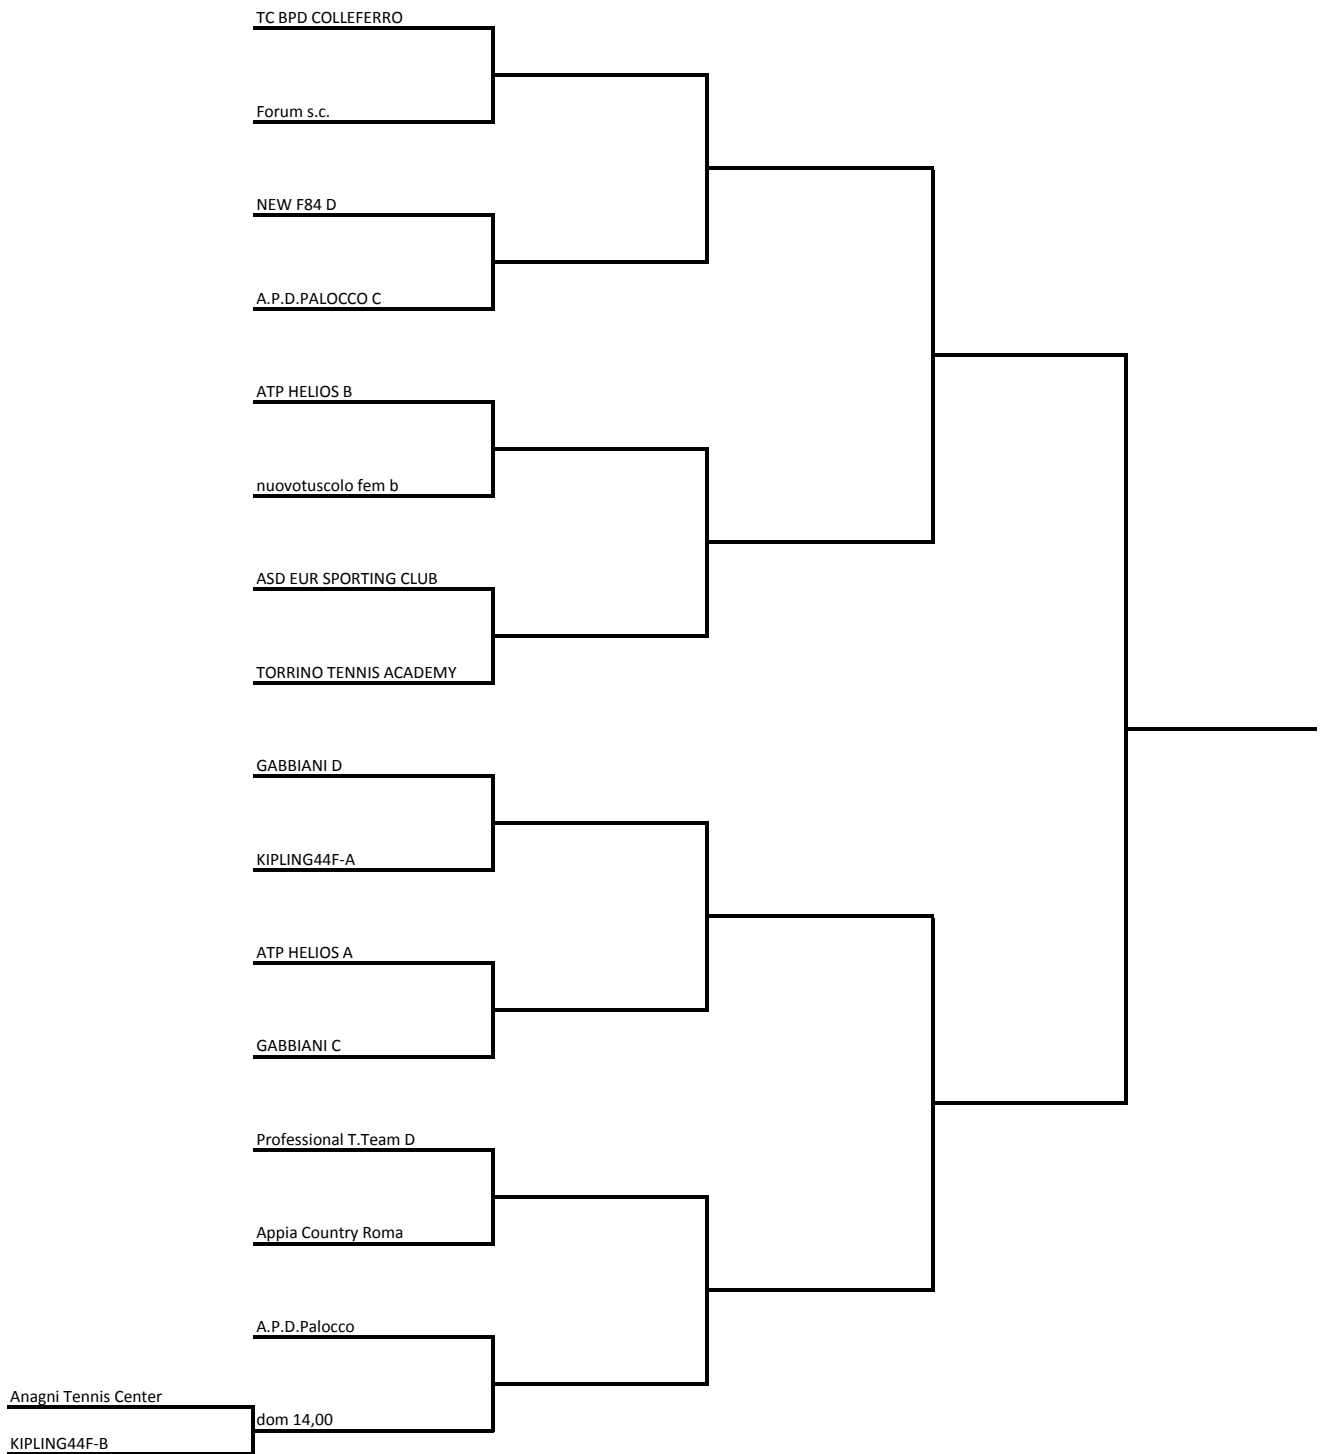 TC BPD COLLEFERRO
Forum s.c.
NEW F84 D
A.P.D.PALOCCO C
ATP HELIOS B
nuovotuscolo fem b
ASD EUR SPORTING CLUB
TORRINO TENNIS ACADEMY
GABBIANI D
KIPLING44F-A
ATP HELIOS A
GABBIANI C
Professional T.Team D
Appia Country Roma
A.P.D.Palocco
Anagni Tennis Center
dom 14,00
KIPLING44F-B